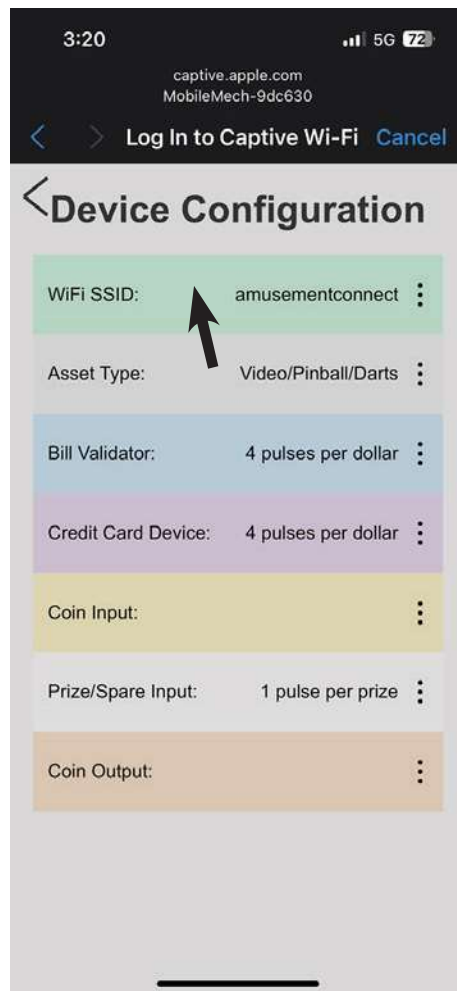 3:20 5G 72
captive.apple.com
MobileMech-9dc630
Log In to Captive Wi-Fi Cancel
Device Configuration
WiFi SSID: amusementconnect
Asset Type: Video/Pinball/Darts
Bill Validator: 4 pulses per dollar
Credit Card Device: 4 pulses per dollar
Coin Input:
Prize/Spare Input: 1 pulse per prize
Coin Output: